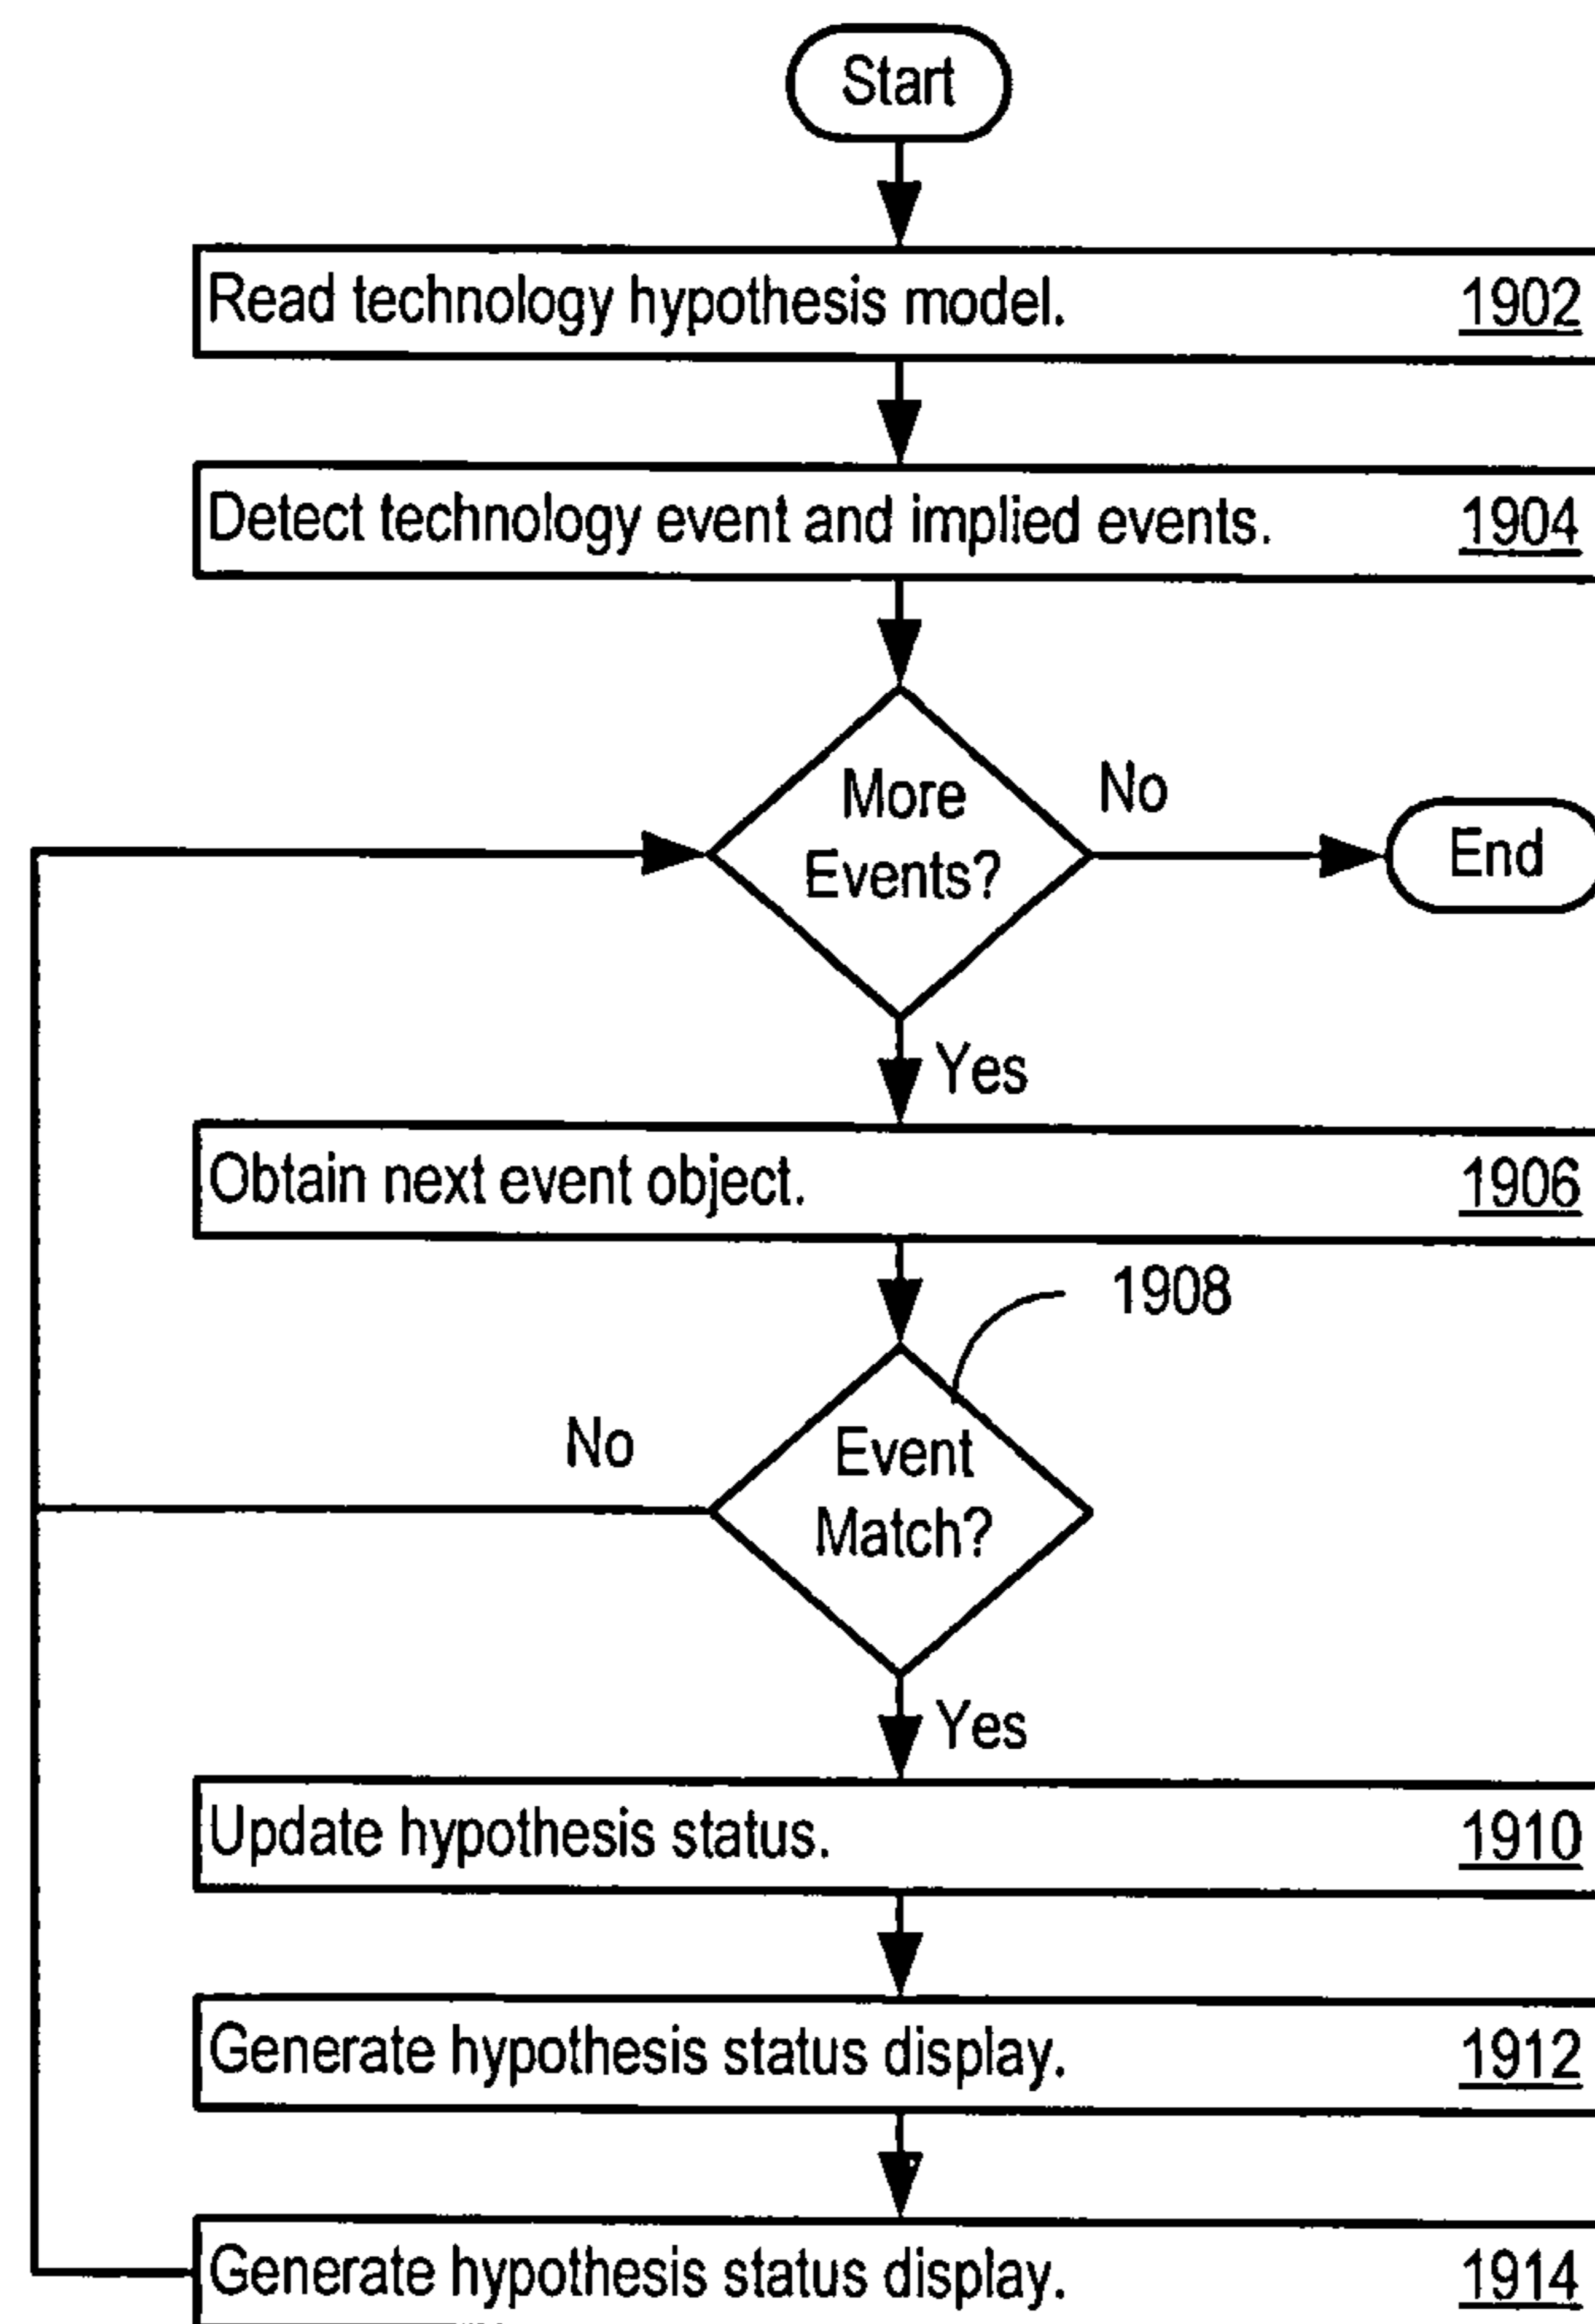 Start
Read technology hypothesis model. 1902
Detect technology event and implied events. 1904
More
Events?
No
End
Yes
Obtain next event object. 1906
1908
No
Event
Match?
Yes
Update hypothesis status. 1910
Generate hypothesis status display. 1912
Generate hypothesis status display. 1914